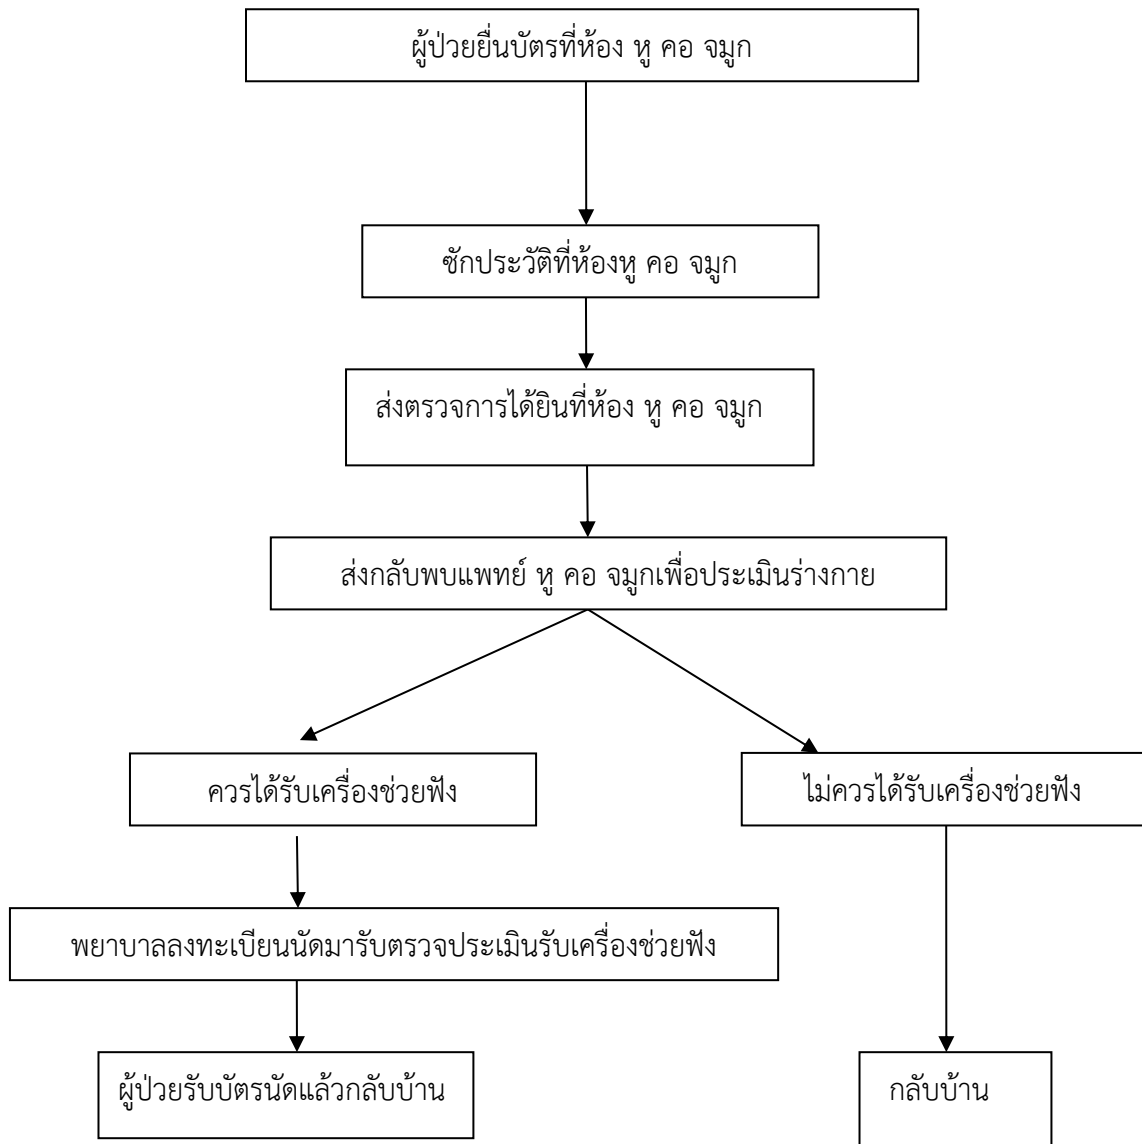 ผู้ป่วยยื่นบัตรที่ห้อง หู คอ จมูก
ซักประวัติที่ห้องหู คอ จมูก
ส่งตรวจการได้ยินที่ห้อง หู คอ จมูก
ส่งกลับพบแพทย์ หู คอ จมูกเพื่อประเมินร่างกาย
ควรได้รับเครื่องช่วยฟัง
ไม่ควรได้รับเครื่องช่วยฟัง
พยาบาลลงทะเบียนนัดมารับตรวจประเมินรับเครื่องช่วยฟัง
ผู้ป่วยรับบัตรนัดแล้วกลับบ้าน
กลับบ้าน